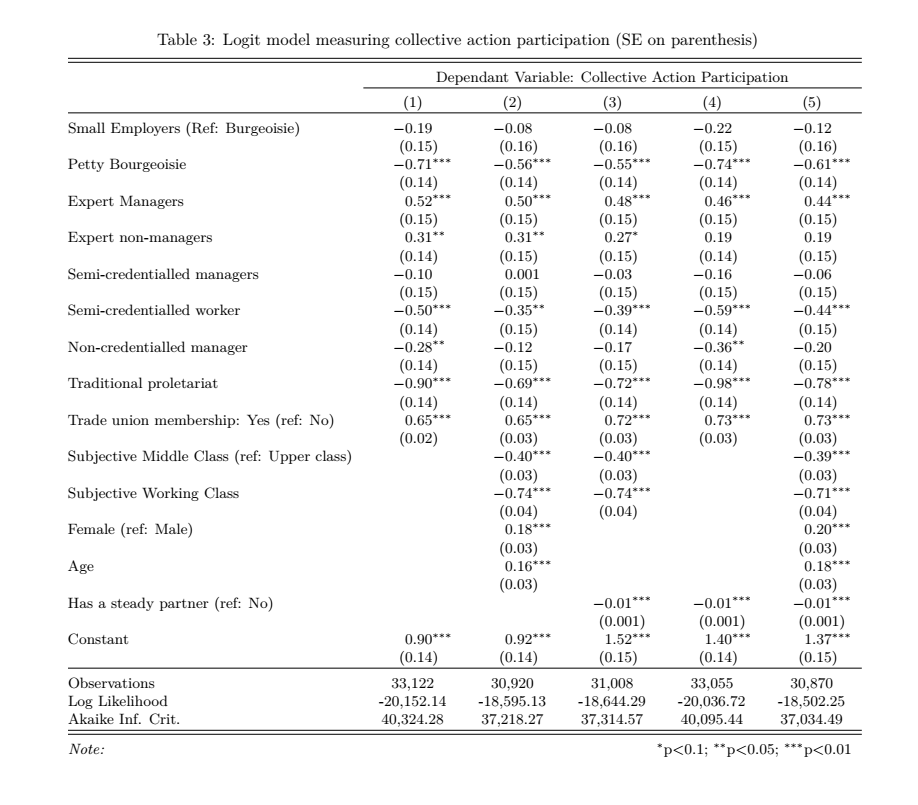 Table 3: Logit model measuring collective action participation (SE on parenthesis)
Dependant Variable: Collective Action Participation
(1) (2) (3) (4) (5)
Small Employers (Ref: Burgeoisie) −0.19 −0.08 −0.08 −0.22 −0.12
(0.15) (0.16) (0.16) (0.15) (0.16)
Petty Bourgeoisie −0.71*** −0.56*** −0.55*** −0.74*** −0.61***
(0.14) (0.14) (0.14) (0.14) (0.14)
Expert Managers 0.52*** 0.50*** 0.48*** 0.46*** 0.44***
(0.15) (0.15) (0.15) (0.15) (0.15)
Expert non-managers 0.31** 0.31** 0.27* 0.19 0.19
(0.14) (0.15) (0.15) (0.14) (0.15)
Semi-credentialled managers −0.10 0.001 −0.03 −0.16 −0.06
(0.15) (0.15) (0.15) (0.15) (0.15)
Semi-credentialled worker −0.50*** −0.35** −0.39*** −0.59*** −0.44***
(0.14) (0.15) (0.14) (0.14) (0.15)
Non-credentialled manager −0.28** −0.12 −0.17 −0.36** −0.20
(0.14) (0.15) (0.15) (0.14) (0.15)
Traditional proletariat −0.90*** −0.69*** −0.72*** −0.98*** −0.78***
(0.14) (0.14) (0.14) (0.14) (0.14)
Trade union membership: Yes (ref: No) 0.65*** 0.65*** 0.72*** 0.73*** 0.73***
(0.02) (0.03) (0.03) (0.03) (0.03)
Subjective Middle Class (ref: Upper class) −0.40*** −0.40*** −0.39***
(0.03) (0.03) (0.03)
Subjective Working Class −0.74*** −0.74*** −0.71***
(0.04) (0.04) (0.04)
Female (ref: Male) 0.18*** 0.20***
(0.03) (0.03)
Age 0.16*** 0.18***
(0.03) (0.03)
Has a steady partner (ref: No) −0.01*** −0.01*** −0.01***
(0.001) (0.001) (0.001)
Constant 0.90*** 0.92*** 1.52*** 1.40*** 1.37***
(0.14) (0.14) (0.15) (0.14) (0.15)
Observations 33,122 30,920 31,008 33,055 30,870
Log Likelihood -20,152.14 -18,595.13 -18,644.29 -20,036.72 -18,502.25
Akaike Inf. Crit. 40,324.28 37,218.27 37,314.57 40,095.44 37,034.49
Note: *p<0.1; **p<0.05; ***p<0.01